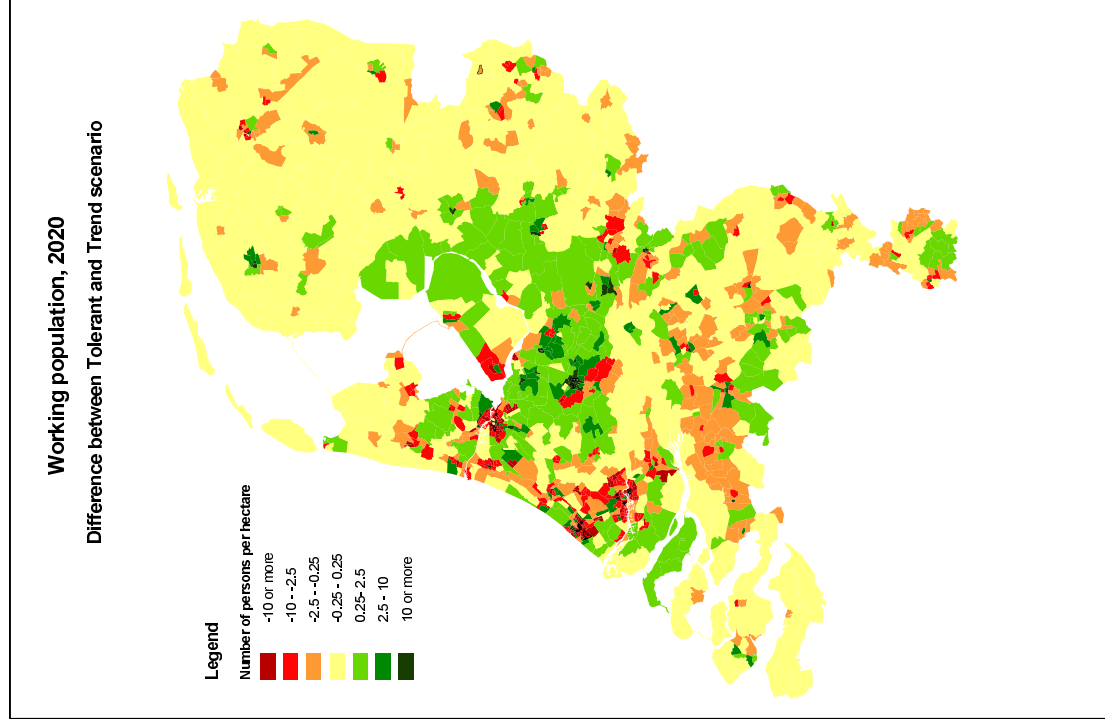 Working population, 2020
Difference between Tolerant and Trend scenario
Legend
Number of persons per hectare
-10 or more
-10 - -2.5
-2.5 - -0.25
-0.25 - 0.25
0.25- 2.5
2.5 - 10
10 or more